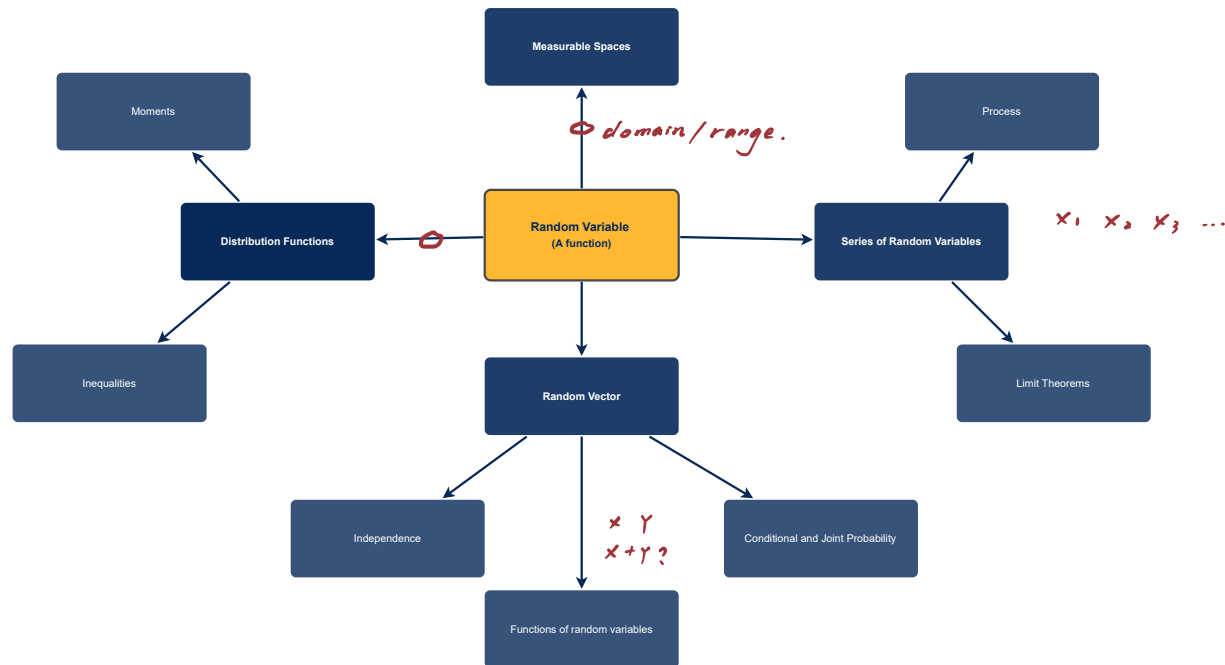 Measurable Spaces
Moments
Process
domain/range.
Random Variable
(A function)
Distribution Functions
Series of Random Variables
X₁ X₂ X₃ ...
Inequalities
Limit Theorems
Random Vector
Independence
X Y
X+Y?
Conditional and Joint Probability
Functions of random variables